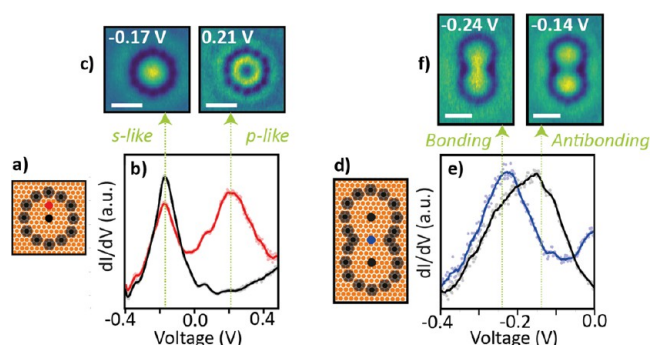 c)
-0.17 V
0.21 V
s-like
p-like
a)
b)
dI/dV (a.u.)
-0.4
0.0
0.4
Voltage (V)
f)
-0.24 V
-0.14 V
Bonding
Antibonding
d)
e)
dI/dV (a.u.)
-0.4
-0.2
0.0
Voltage (V)